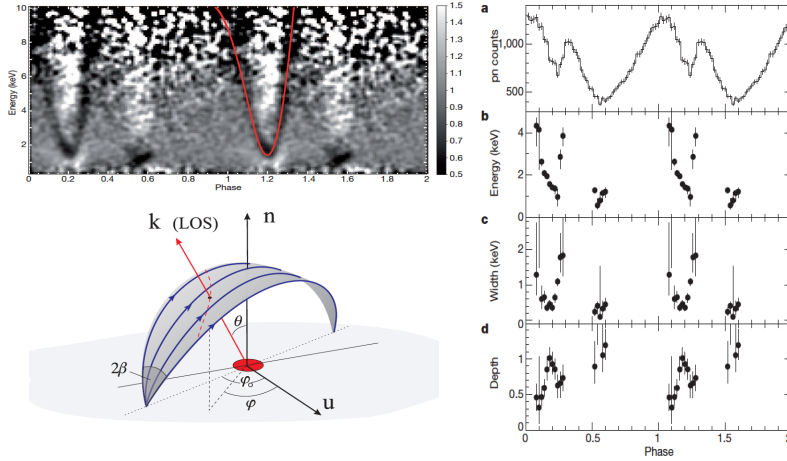 Energy (keV)
10
8
6
4
2
0 0.2 0.4 0.6 0.8 1 1.2 1.4 1.6 1.8 2
Phase
1.5
1.4
1.3
1.2
1.1
1
0.9
0.8
0.7
0.6
0.5
k (LOS)
n
θ
2β
φ₀
φ
u
a
pn counts
1,000
500
b
Energy (keV)
4
2
0
c
Width (keV)
2
1
0
d
Depth
1
0.5
0
0 0.5 1 1.5 2
Phase